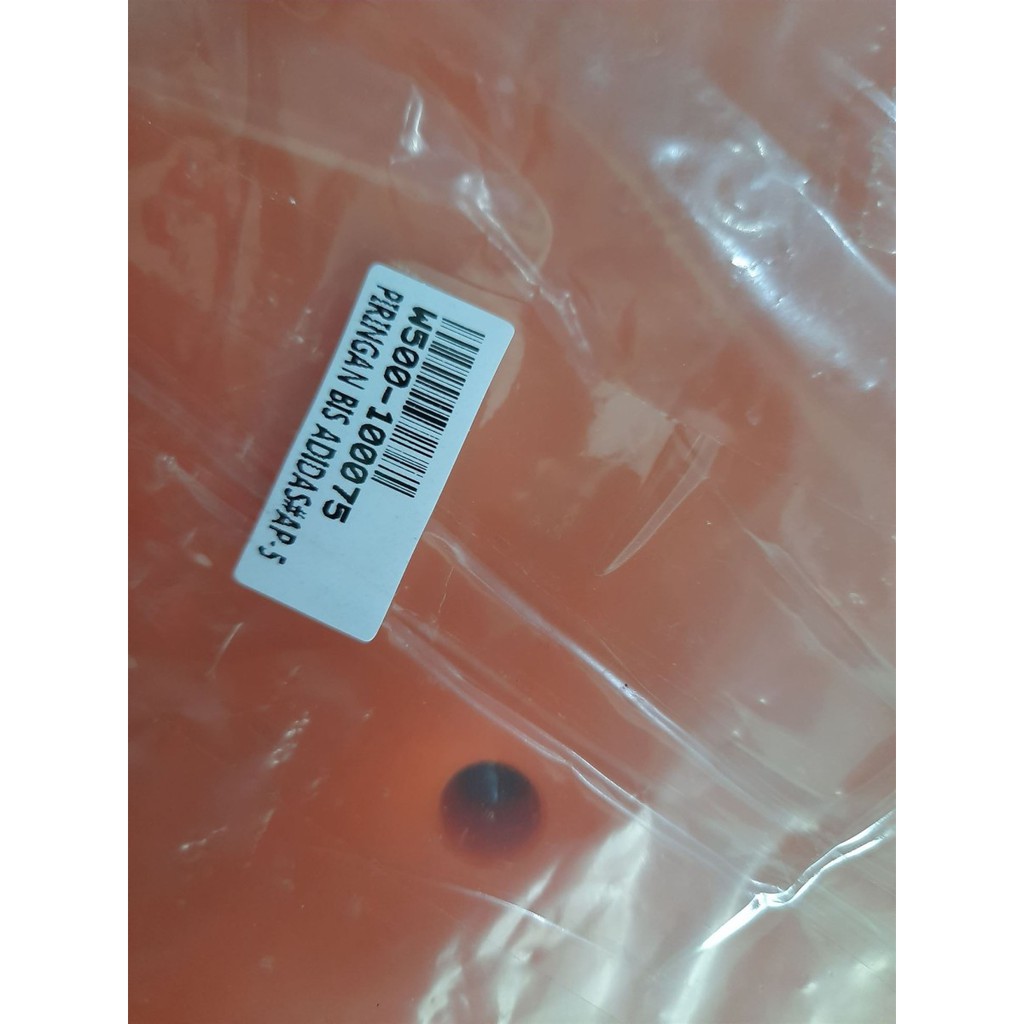 W500-100075
PIRINGAN BIS ADIDAS#AP-5